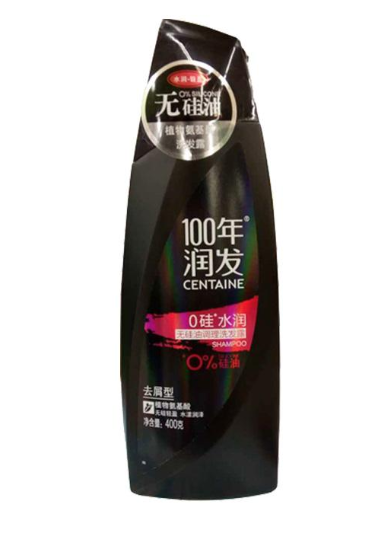 0% SILICONE
无硅油
植物氨基酸
洗发露
100年®
润发
CENTAINE
0硅*水润
无硅油调理洗发露
SHAMPOO
*0%硅油
去屑型
植物氨基酸
无硅轻盈 水漾润泽
净含量:400克